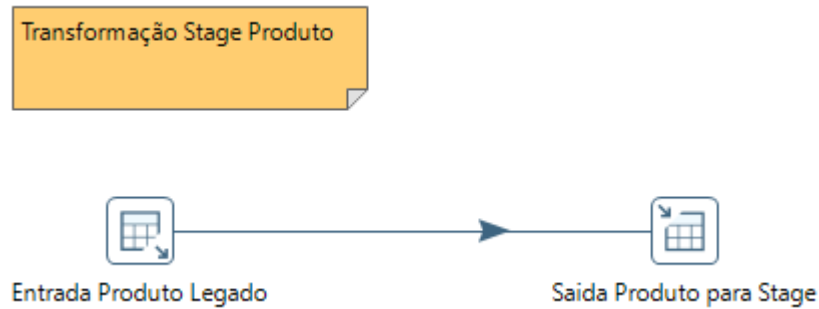 Transformação Stage Produto
Entrada Produto Legado
Saida Produto para Stage